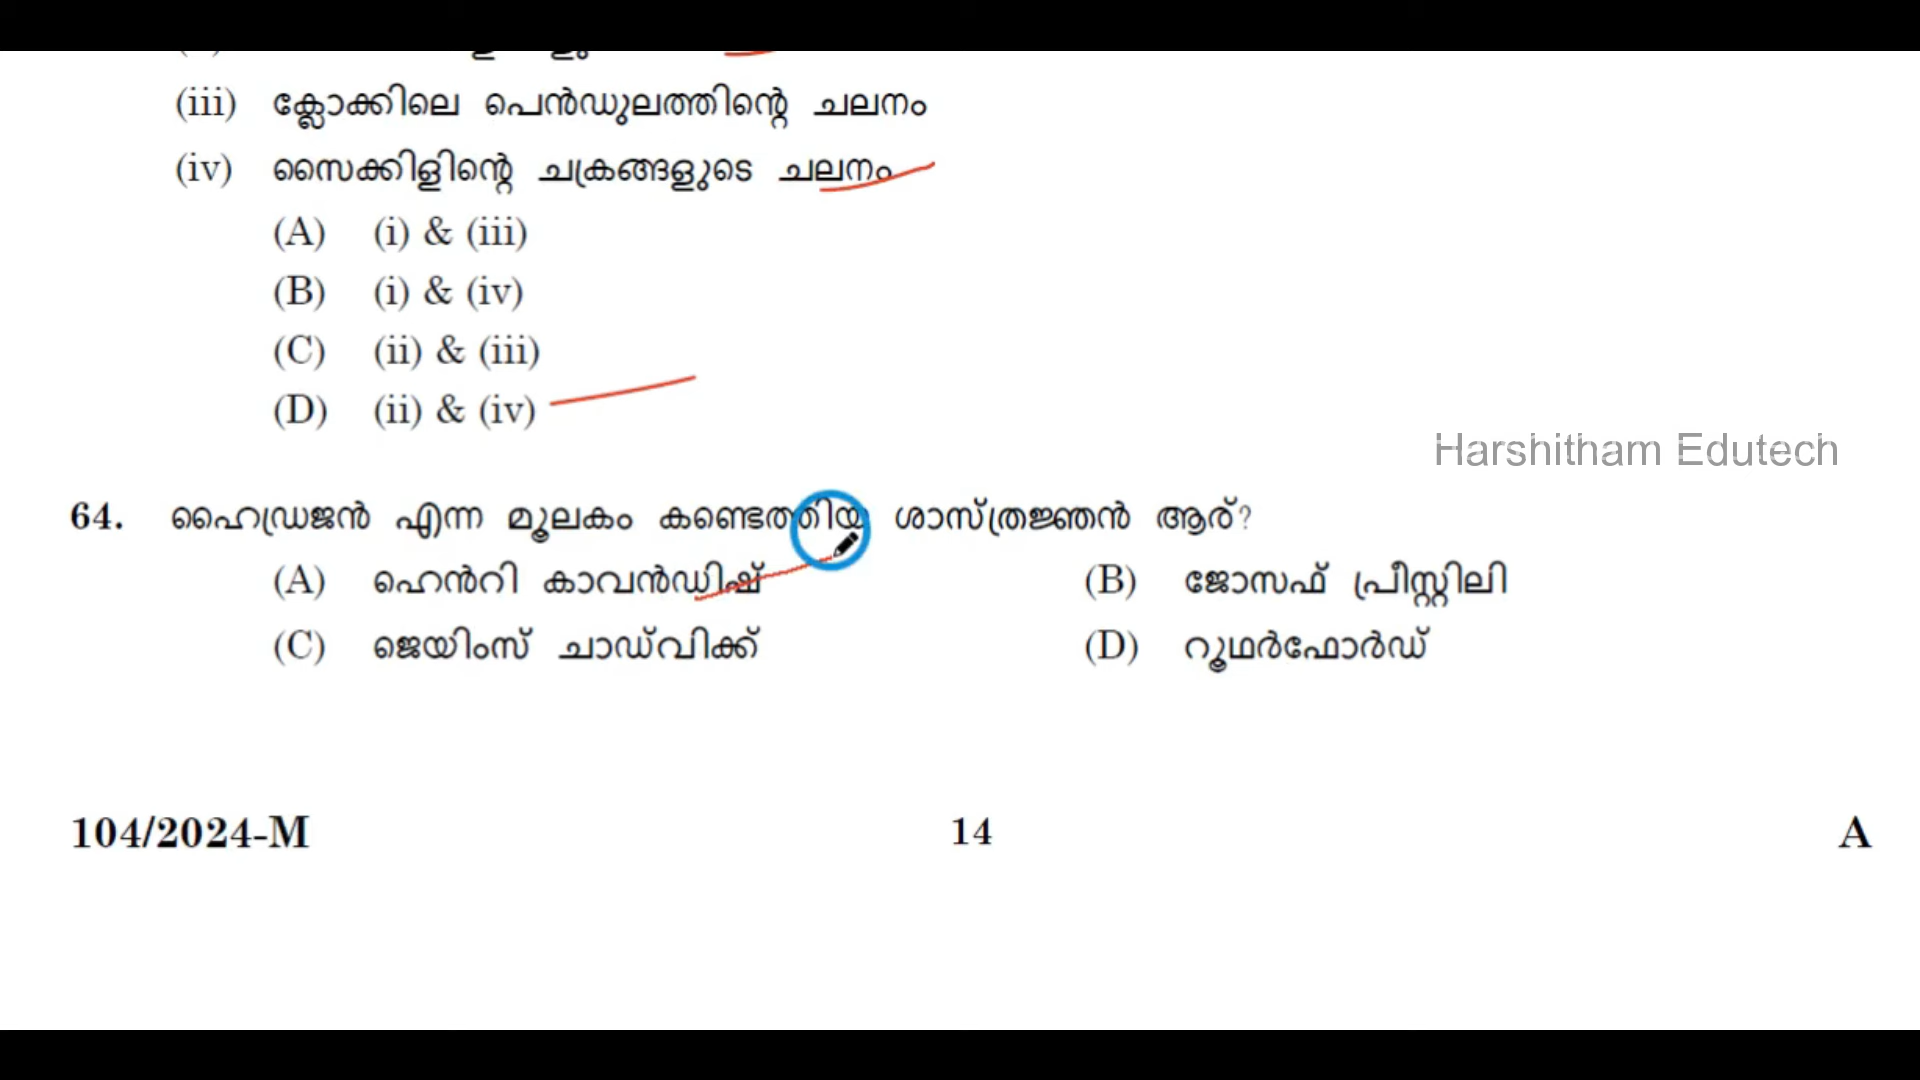 (iii) ക്ലോക്കിലെ പെൻഡുലത്തിന്റെ ചലനം
(iv) സൈക്കിളിന്റെ ചക്രങ്ങളുടെ ചലനം
(A) (i) & (iii)
(B) (i) & (iv)
(C) (ii) & (iii)
(D) (ii) & (iv)
Harshitham Edutech
64. ഹൈഡ്രജൻ എന്ന മൂലകം കണ്ടെത്തിയ ശാസ്ത്രജ്ഞൻ ആര്?
(A) ഹെൻറി കാവൻഡിഷ് (B) ജോസഫ് പ്രീസ്റ്റിലി
(C) ജെയിംസ് ചാഡ്‌വിക്ക് (D) റൂഥർഫോർഡ്
104/2024-M 14 A